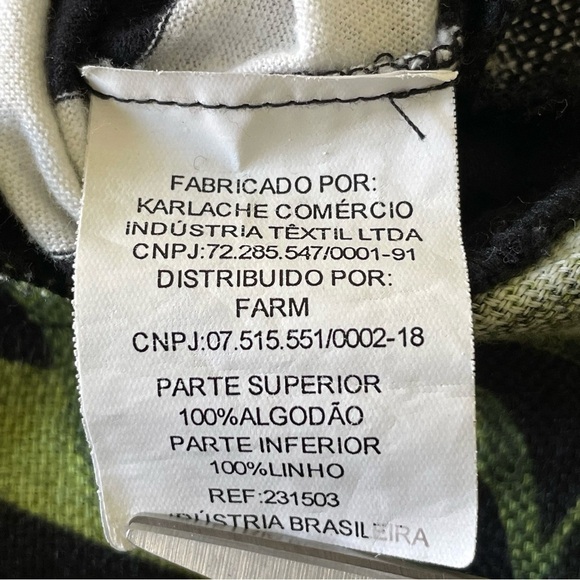 FABRICADO POR:
KARLACHE COMÉRCIO
INDÚSTRIA TÊXTIL LTDA
CNPJ:72.285.547/0001-91
DISTRIBUIDO POR:
FARM
CNPJ:07.515.551/0002-18
PARTE SUPERIOR
100%ALGODÃO
PARTE INFERIOR
100%LINHO
REF:231503
INDÚSTRIA BRASILEIRA